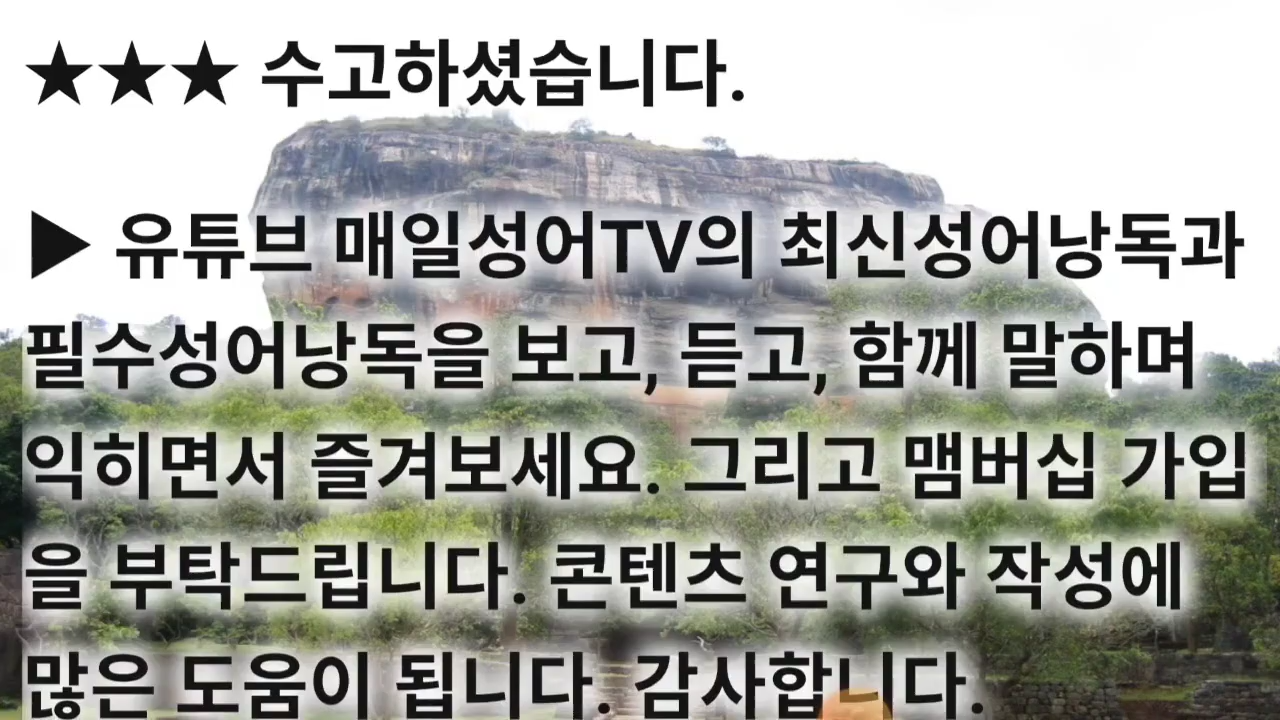 ★★★ 수고하셨습니다.
▶ 유튜브 매일성어TV의 최신성어낭독과
필수성어낭독을 보고, 듣고, 함께 말하며
익히면서 즐겨보세요. 그리고 맴버십 가입
을 부탁드립니다. 콘텐츠 연구와 작성에
많은 도움이 됩니다. 감사합니다.